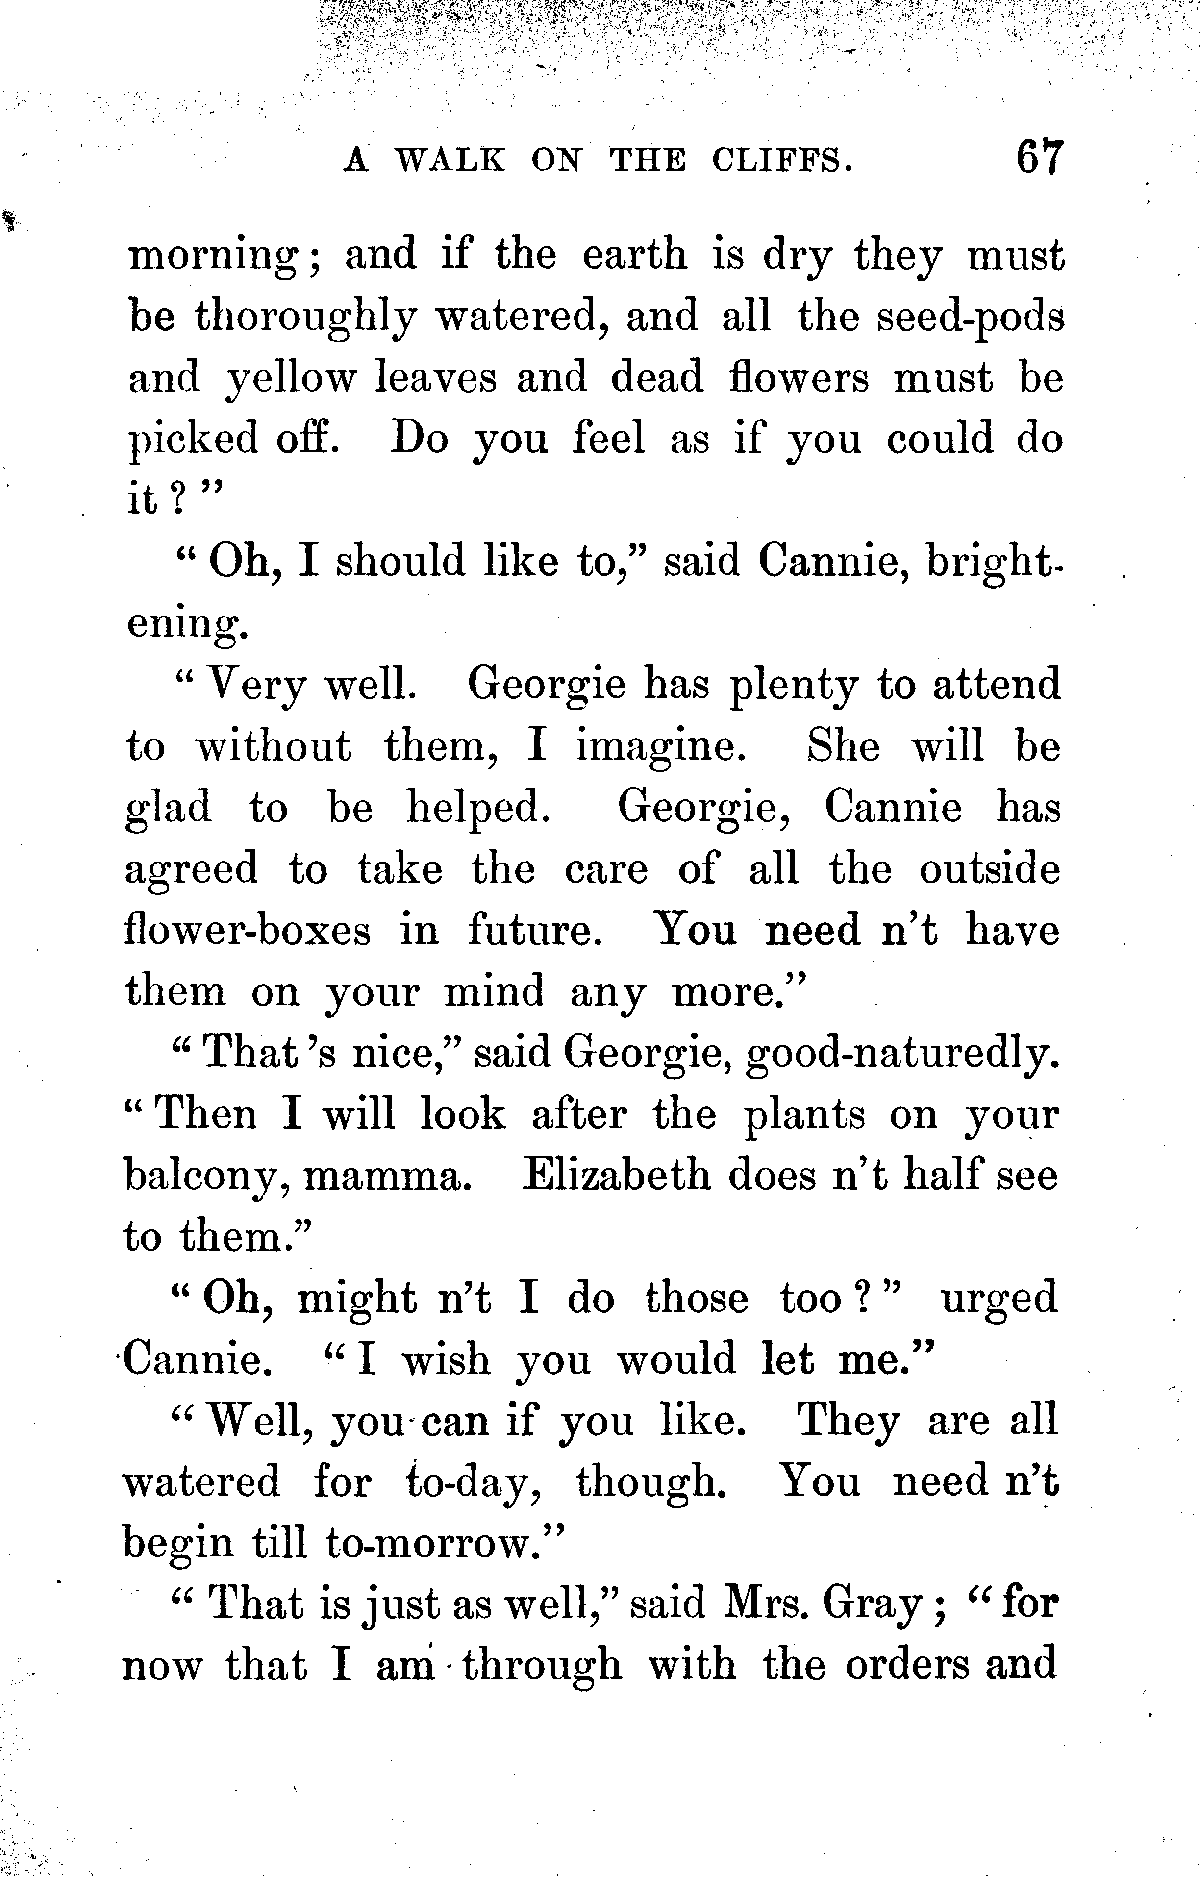 A WALK ON THE CLIFFS. 67
morning; and if the earth is dry they must
be thoroughly watered, and all the seed-pods
and yellow leaves and dead flowers must be
picked off. Do you feel as if you could do
it?”
“Oh, I should like to,” said Cannie, bright-
ening.
“Very well. Georgie has plenty to attend
to without them, I imagine. She will be
glad to be helped. Georgie, Cannie has
agreed to take the care of all the outside
flower-boxes in future. You need n’t have
them on your mind any more.”
“That ’s nice,” said Georgie, good-naturedly.
“Then I will look after the plants on your
balcony, mamma. Elizabeth does n’t half see
to them.”
“Oh, might n’t I do those too?” urged
Cannie. “I wish you would let me.”
“Well, you can if you like. They are all
watered for to-day, though. You need n’t
begin till to-morrow.”
“That is just as well,” said Mrs. Gray; “for
now that I am through with the orders and